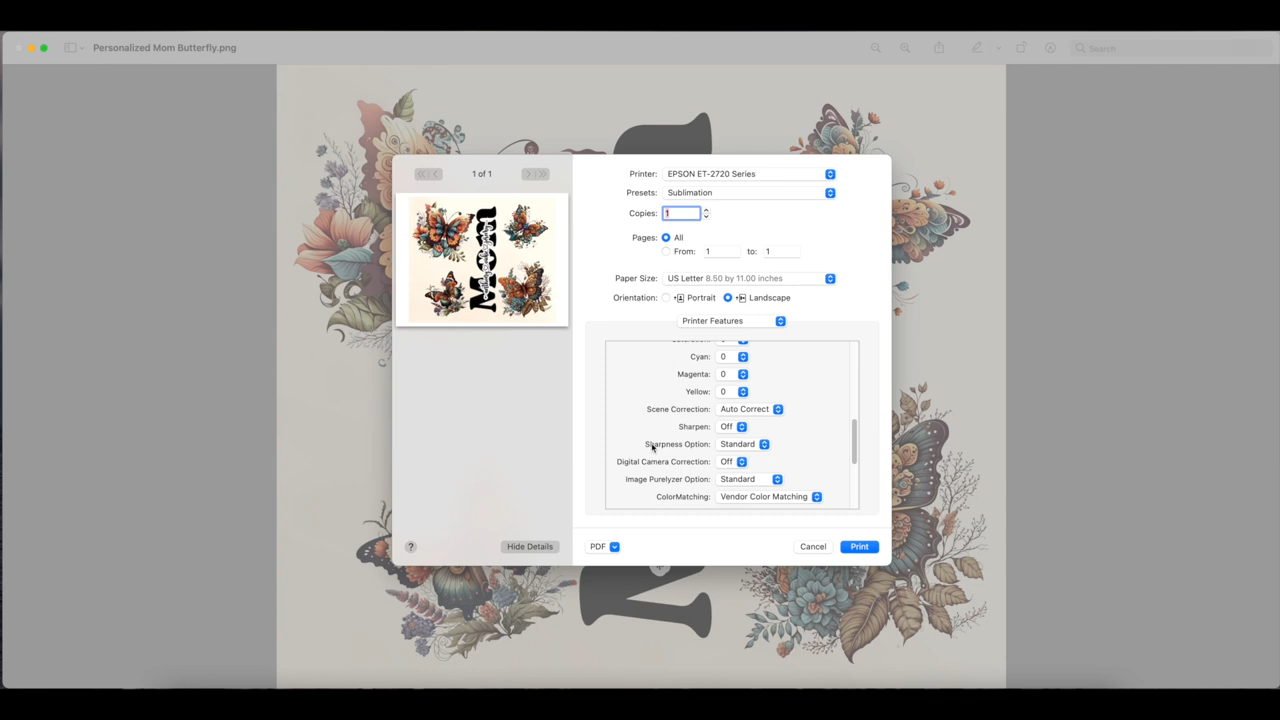 Personalized Mom Butterfly.png
Search
1 of 1
Printer: EPSON ET-2720 Series
Presets: Sublimation
Copies: 1
Pages: All
From: 1 to: 1
Paper Size: US Letter 8.50 by 11.00 inches
Orientation: Portrait Landscape
Printer Features
Cyan: 0
Magenta: 0
Yellow: 0
Scene Correction: Auto Correct
Sharpen: Off
Sharpness Option: Standard
Digital Camera Correction: Off
Image Purelyzer Option: Standard
ColorMatching: Vendor Color Matching
MOM
? Hide Details PDF Cancel Print